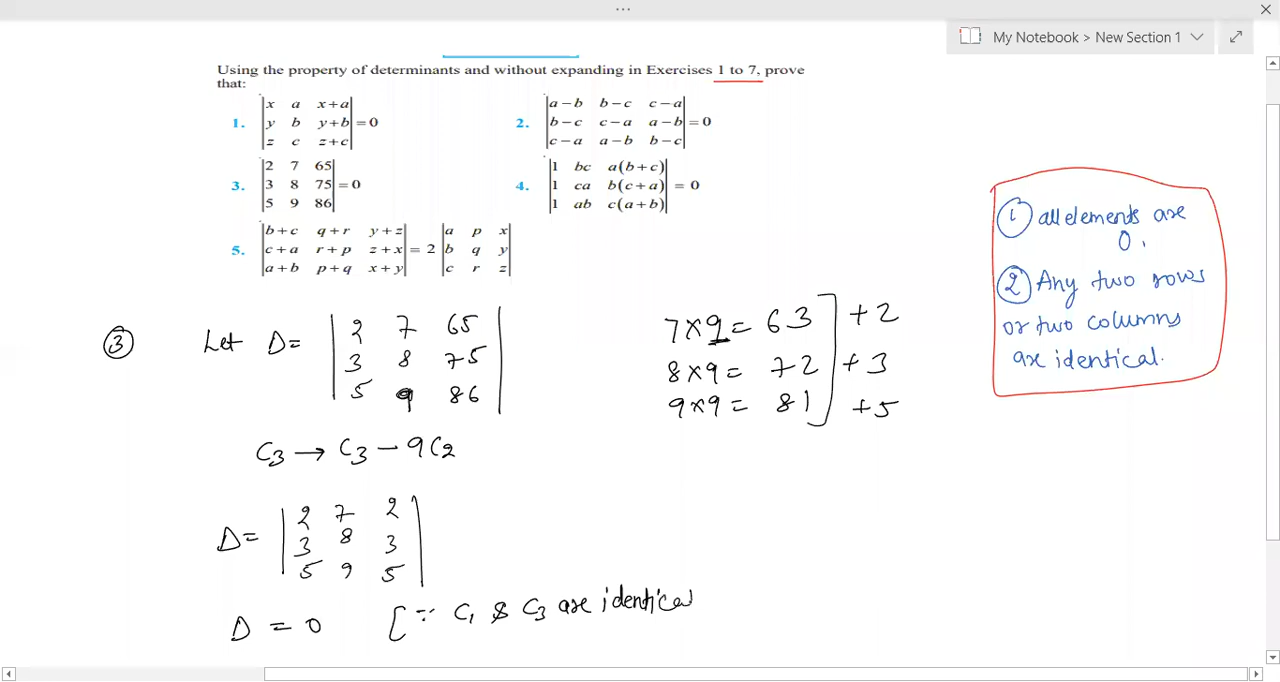 ...
My Notebook > New Section 1
Using the property of determinants and without expanding in Exercises 1 to 7, prove
that:
1. |x a x+a| |y b y+b| |z c z+c| = 0
2. |a−b b−c c−a| |b−c c−a a−b| |c−a a−b b−c| = 0
3. |2 7 65| |3 8 75| |5 9 86| = 0
4. |1 bc a(b+c)| |1 ca b(c+a)| |1 ab c(a+b)| = 0
5. |b+c q+r y+z| |c+a r+p z+x| |a+b p+q x+y| = 2 |a p x| |b q y| |c r z|
① all elements are
0.
② Any two rows
or two columns
are identical.
③ Let D = |2 7 65|
|3 8 75|
|5 9 86|
7×9 = 63] +2
8×9 = 72] +3
9×9 = 81] +5
C3 → C3 − 9C2
D = |2 7 2|
|3 8 3|
|5 9 5|
D = 0 [∵ C1 & C3 are identical